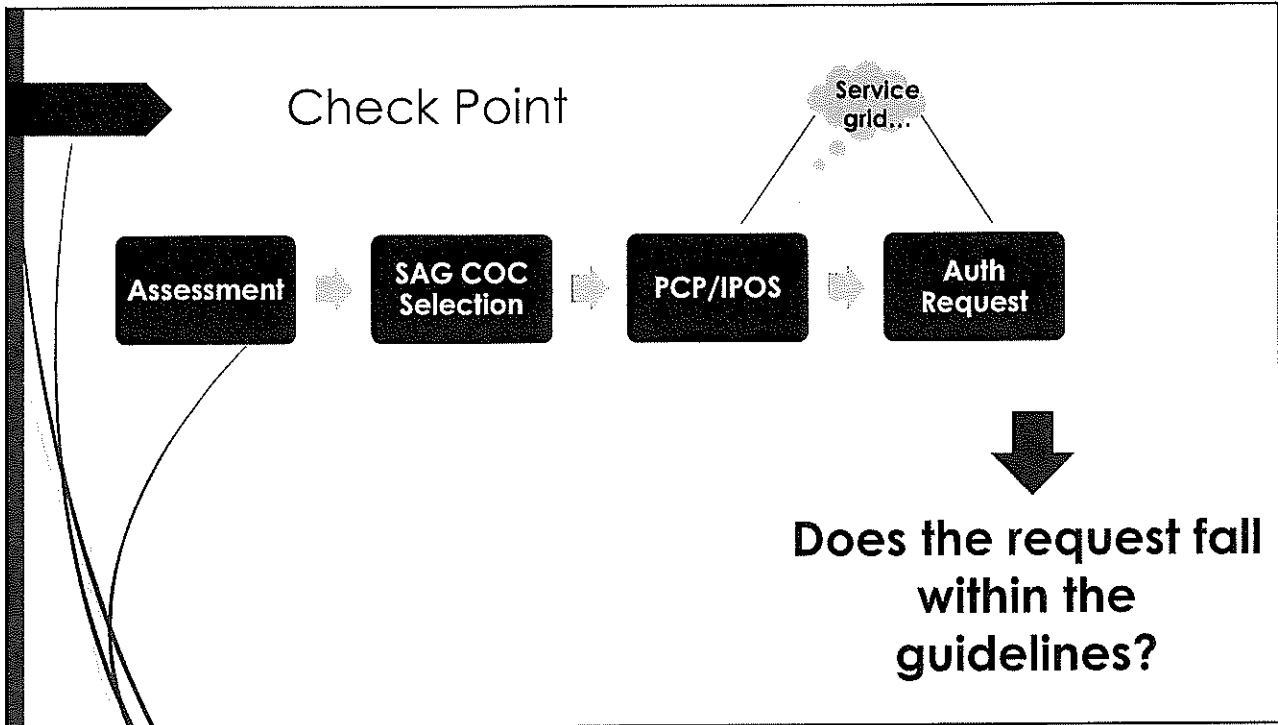 Check Point
Service
grid...
Assessment
SAG COC
Selection
PCP/IPOS
Auth
Request
Does the request fall
within the
guidelines?